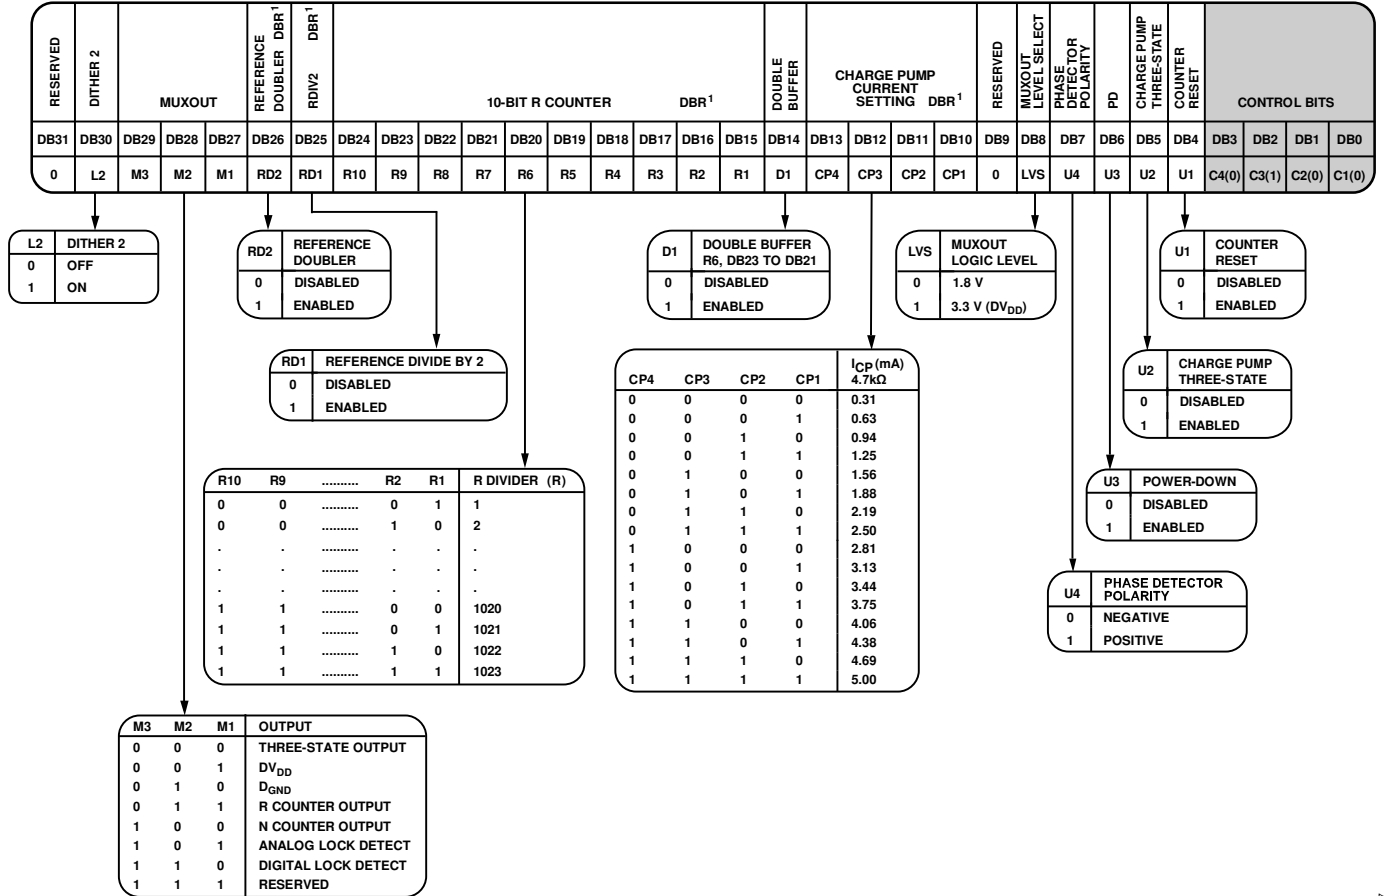 RESERVED
DITHER 2
MUXOUT
REFERENCE DOUBLER DBR1
RDIV2 DBR1
10-BIT R COUNTER DBR1
DOUBLE BUFFER
CHARGE PUMP
CURRENT
SETTING DBR1
RESERVED
MUXOUT LEVEL SELECT
PHASE DETECTOR POLARITY
PD
CHARGE PUMP THREE-STATE
COUNTER RESET
CONTROL BITS
DB31 DB30 DB29 DB28 DB27 DB26 DB25 DB24 DB23 DB22 DB21 DB20 DB19 DB18 DB17 DB16 DB15 DB14 DB13 DB12 DB11 DB10 DB9 DB8 DB7 DB6 DB5 DB4 DB3 DB2 DB1 DB0
0 L2 M3 M2 M1 RD2 RD1 R10 R9 R8 R7 R6 R5 R4 R3 R2 R1 D1 CP4 CP3 CP2 CP1 0 LVS U4 U3 U2 U1 C4(0) C3(1) C2(0) C1(0)
L2 DITHER 2
0 OFF
1 ON
RD2 REFERENCE DOUBLER
0 DISABLED
1 ENABLED
D1 DOUBLE BUFFER R6, DB23 TO DB21
0 DISABLED
1 ENABLED
LVS MUXOUT LOGIC LEVEL
0 1.8 V
1 3.3 V (DVDD)
U1 COUNTER RESET
0 DISABLED
1 ENABLED
RD1 REFERENCE DIVIDE BY 2
0 DISABLED
1 ENABLED
CP4 CP3 CP2 CP1 ICP (mA) 4.7kΩ
0 0 0 0 0.31
0 0 0 1 0.63
0 0 1 0 0.94
0 0 1 1 1.25
0 1 0 0 1.56
0 1 0 1 1.88
0 1 1 0 2.19
0 1 1 1 2.50
1 0 0 0 2.81
1 0 0 1 3.13
1 0 1 0 3.44
1 0 1 1 3.75
1 1 0 0 4.06
1 1 0 1 4.38
1 1 1 0 4.69
1 1 1 1 5.00
U2 CHARGE PUMP THREE-STATE
0 DISABLED
1 ENABLED
R10 R9 .......... R2 R1 R DIVIDER (R)
0 0 .......... 0 1 1
0 0 .......... 1 0 2
. . .......... . . .
. . .......... . . .
. . .......... . . .
1 1 .......... 0 0 1020
1 1 .......... 0 1 1021
1 1 .......... 1 0 1022
1 1 .......... 1 1 1023
U3 POWER-DOWN
0 DISABLED
1 ENABLED
U4 PHASE DETECTOR POLARITY
0 NEGATIVE
1 POSITIVE
M3 M2 M1 OUTPUT
0 0 0 THREE-STATE OUTPUT
0 0 1 DVDD
0 1 0 DGND
0 1 1 R COUNTER OUTPUT
1 0 0 N COUNTER OUTPUT
1 0 1 ANALOG LOCK DETECT
1 1 0 DIGITAL LOCK DETECT
1 1 1 RESERVED